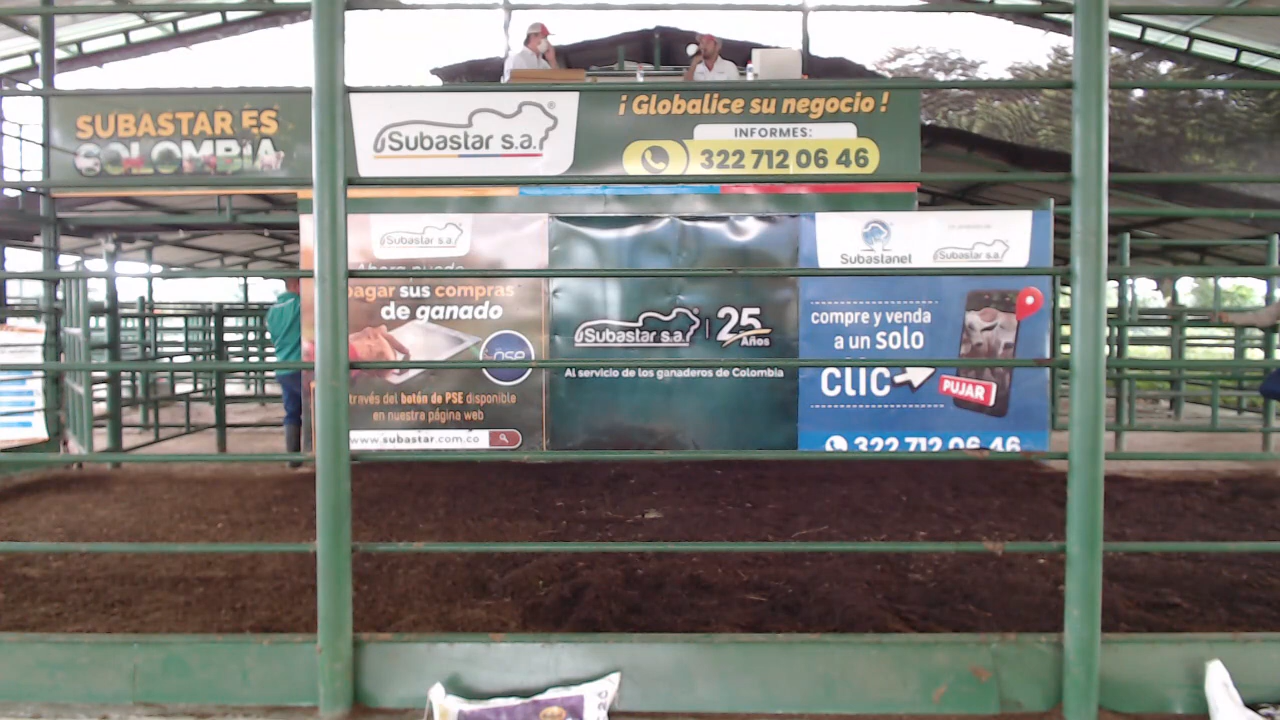 SUBASTAR ES
COLOMBIA
Subastar s.a.
¡ Globalice su negocio !
INFORMES:
322 712 06 46
Subastar s.a.
Ahora puede
pagar sus compras
de ganado
pse
través del botón de PSE disponible
en nuestra página web
www.subastar.com.co
Subastar s.a.
25
Años
Al servicio de los ganaderos de Colombia
Subastanet
Subastar s.a.
compre y venda
a un solo
clic
PUJAR
322 712 06 46